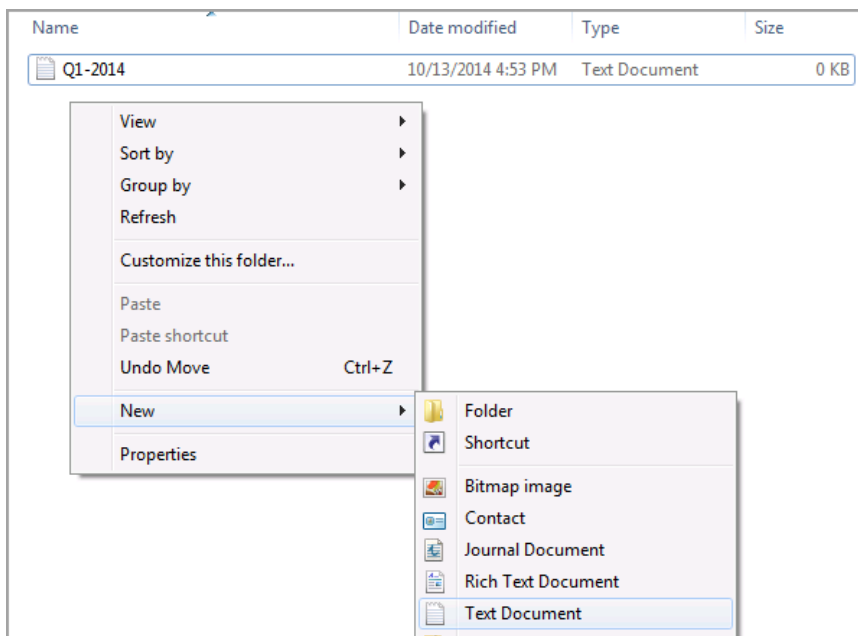 Name Date modified Type Size
Q1-2014 10/13/2014 4:53 PM Text Document 0 KB
View
Sort by
Group by
Refresh
Customize this folder...
Paste
Paste shortcut
Undo Move Ctrl+Z
New
Properties
Folder
Shortcut
Bitmap image
Contact
Journal Document
Rich Text Document
Text Document